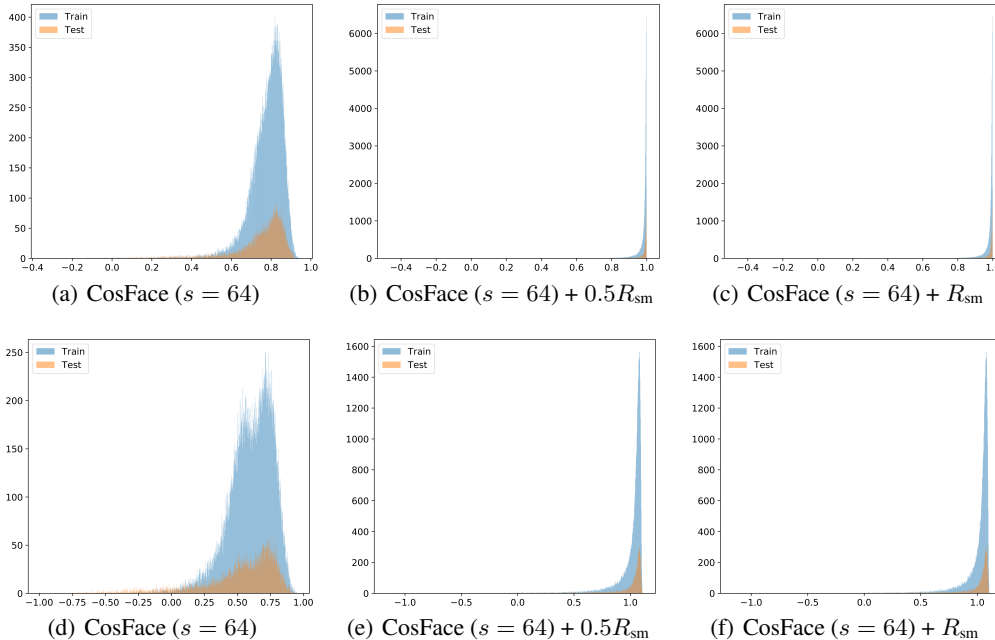 400
350
300
250
200
150
100
50
0
Train
Test
−0.4 −0.2 0.0 0.2 0.4 0.6 0.8 1.0
(a) CosFace (s = 64)
6000
5000
4000
3000
2000
1000
0
Train
Test
−0.4 −0.2 0.0 0.2 0.4 0.6 0.8 1.0
(b) CosFace (s = 64) + 0.5R_sm
6000
5000
4000
3000
2000
1000
0
Train
Test
−0.4 −0.2 0.0 0.2 0.4 0.6 0.8 1.0
(c) CosFace (s = 64) + R_sm
250
200
150
100
50
0
Train
Test
−1.00 −0.75 −0.50 −0.25 0.00 0.25 0.50 0.75 1.00
(d) CosFace (s = 64)
1600
1400
1200
1000
800
600
400
200
0
Train
Test
−1.0 −0.5 0.0 0.5 1.0
(e) CosFace (s = 64) + 0.5R_sm
1600
1400
1200
1000
800
600
400
200
0
Train
Test
−1.0 −0.5 0.0 0.5 1.0
(f) CosFace (s = 64) + R_sm